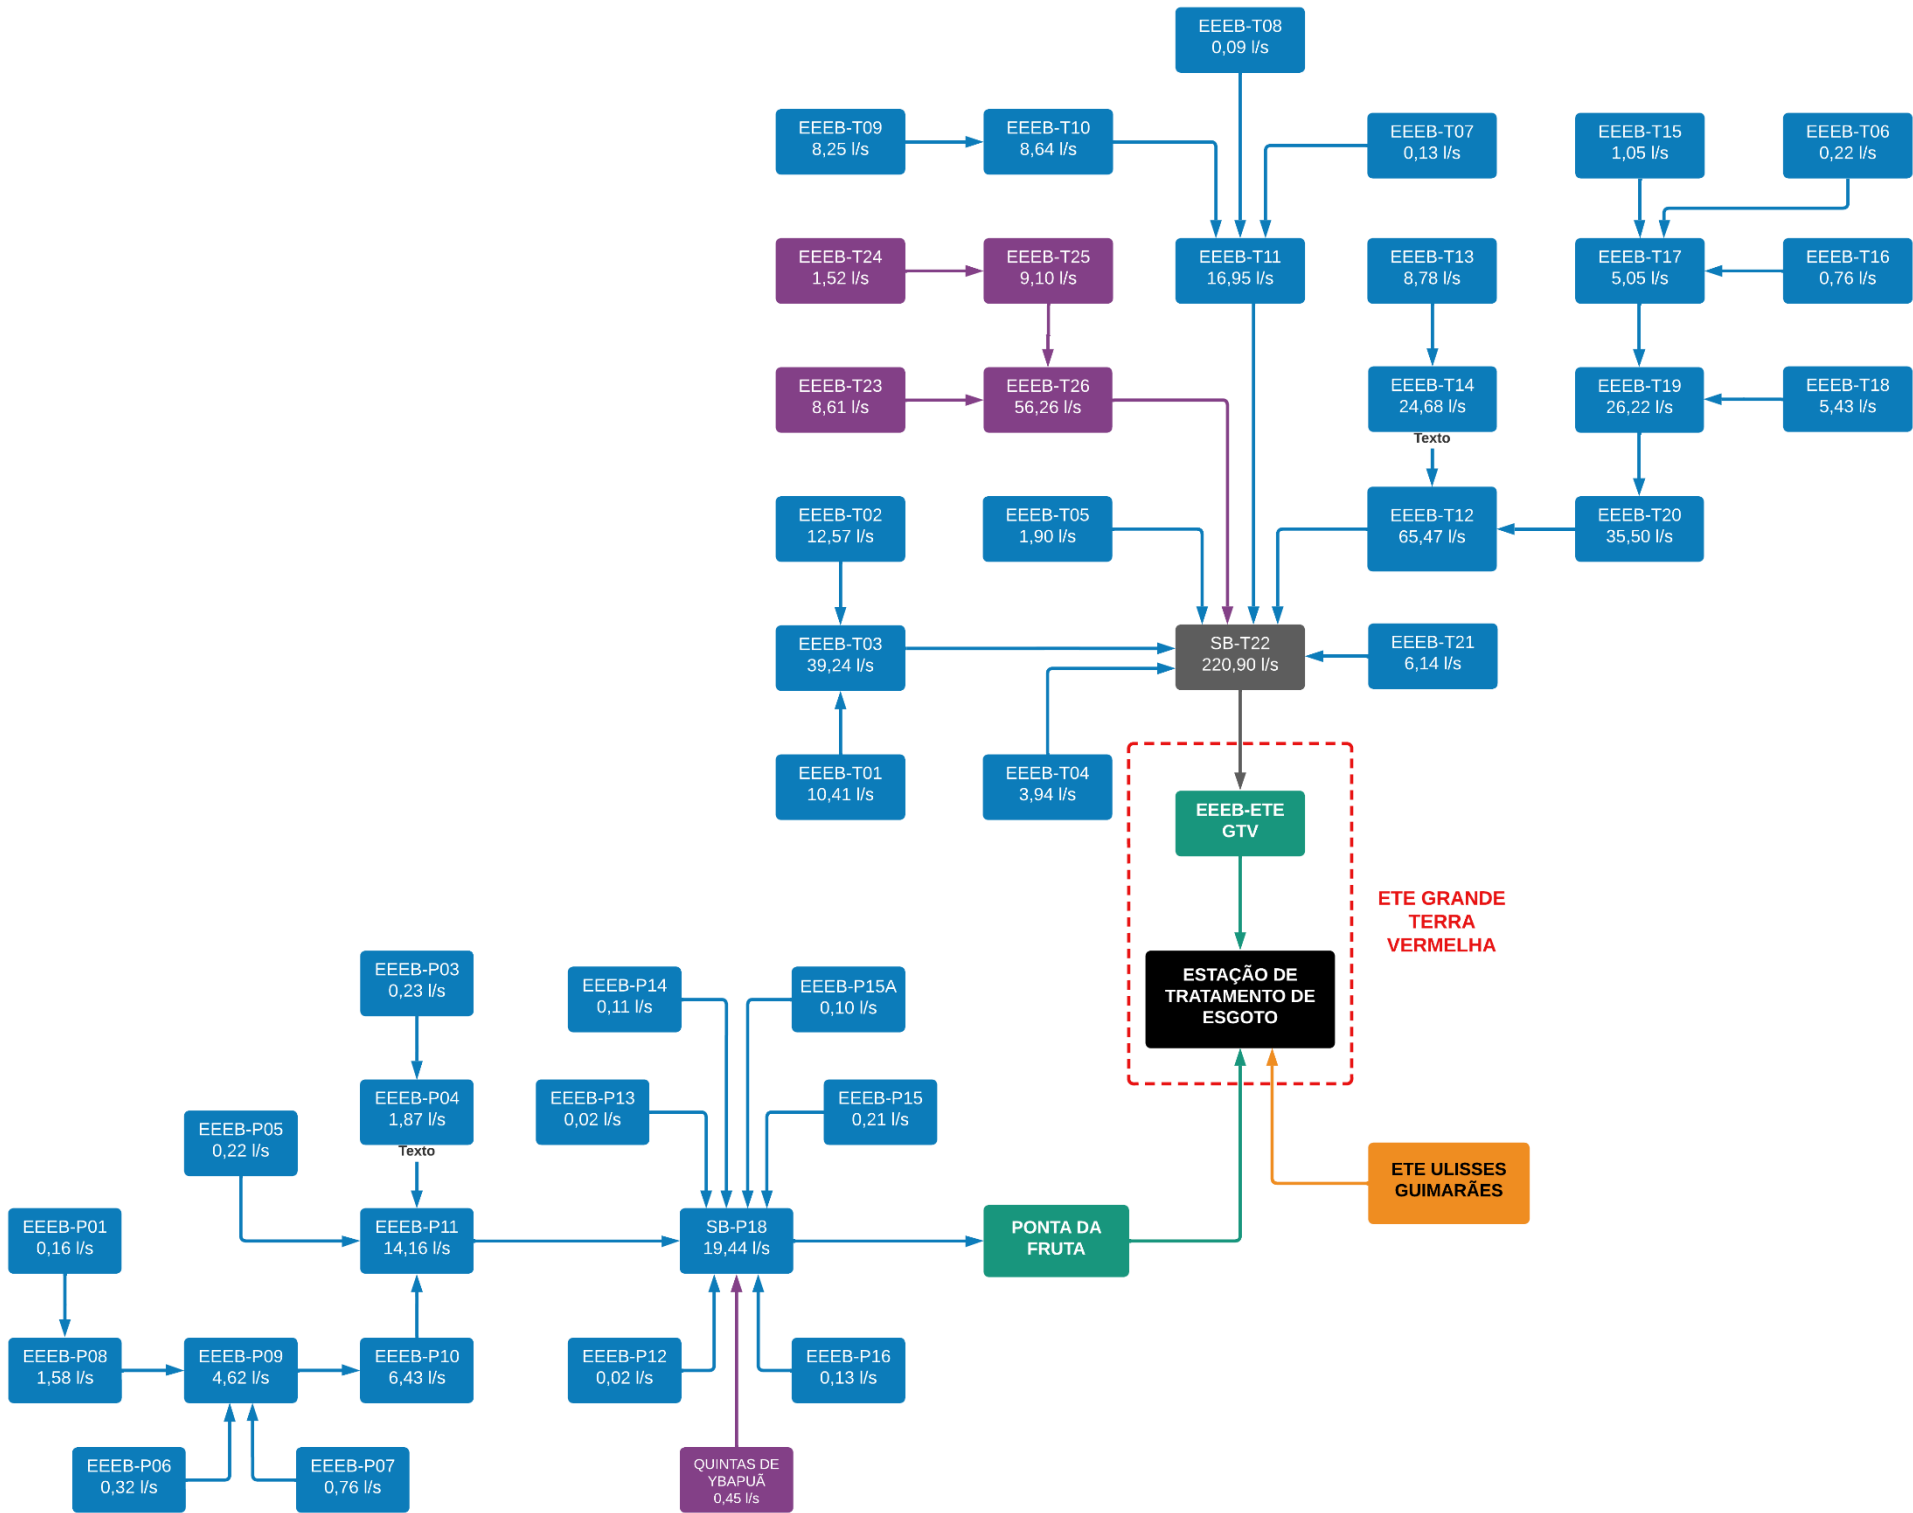 EEEB-T08
0,09 l/s
EEEB-T09
8,25 l/s
EEEB-T10
8,64 l/s
EEEB-T07
0,13 l/s
EEEB-T15
1,05 l/s
EEEB-T06
0,22 l/s
EEEB-T24
1,52 l/s
EEEB-T25
9,10 l/s
EEEB-T11
16,95 l/s
EEEB-T13
8,78 l/s
EEEB-T17
5,05 l/s
EEEB-T16
0,76 l/s
EEEB-T23
8,61 l/s
EEEB-T26
56,26 l/s
EEEB-T14
24,68 l/s
Texto
EEEB-T19
26,22 l/s
EEEB-T18
5,43 l/s
EEEB-T02
12,57 l/s
EEEB-T05
1,90 l/s
EEEB-T12
65,47 l/s
EEEB-T20
35,50 l/s
EEEB-T03
39,24 l/s
SB-T22
220,90 l/s
EEEB-T21
6,14 l/s
EEEB-T01
10,41 l/s
EEEB-T04
3,94 l/s
EEEB-ETE
GTV
ETE GRANDE
TERRA
VERMELHA
ESTAÇÃO DE
TRATAMENTO DE
ESGOTO
EEEB-P03
0,23 l/s
EEEB-P14
0,11 l/s
EEEB-P15A
0,10 l/s
EEEB-P04
1,87 l/s
Texto
EEEB-P13
0,02 l/s
EEEB-P15
0,21 l/s
EEEB-P05
0,22 l/s
ETE ULISSES
GUIMARÃES
EEEB-P01
0,16 l/s
EEEB-P11
14,16 l/s
SB-P18
19,44 l/s
PONTA DA
FRUTA
EEEB-P08
1,58 l/s
EEEB-P09
4,62 l/s
EEEB-P10
6,43 l/s
EEEB-P12
0,02 l/s
EEEB-P16
0,13 l/s
EEEB-P06
0,32 l/s
EEEB-P07
0,76 l/s
QUINTAS DE
YBAPUÃ
0,45 l/s